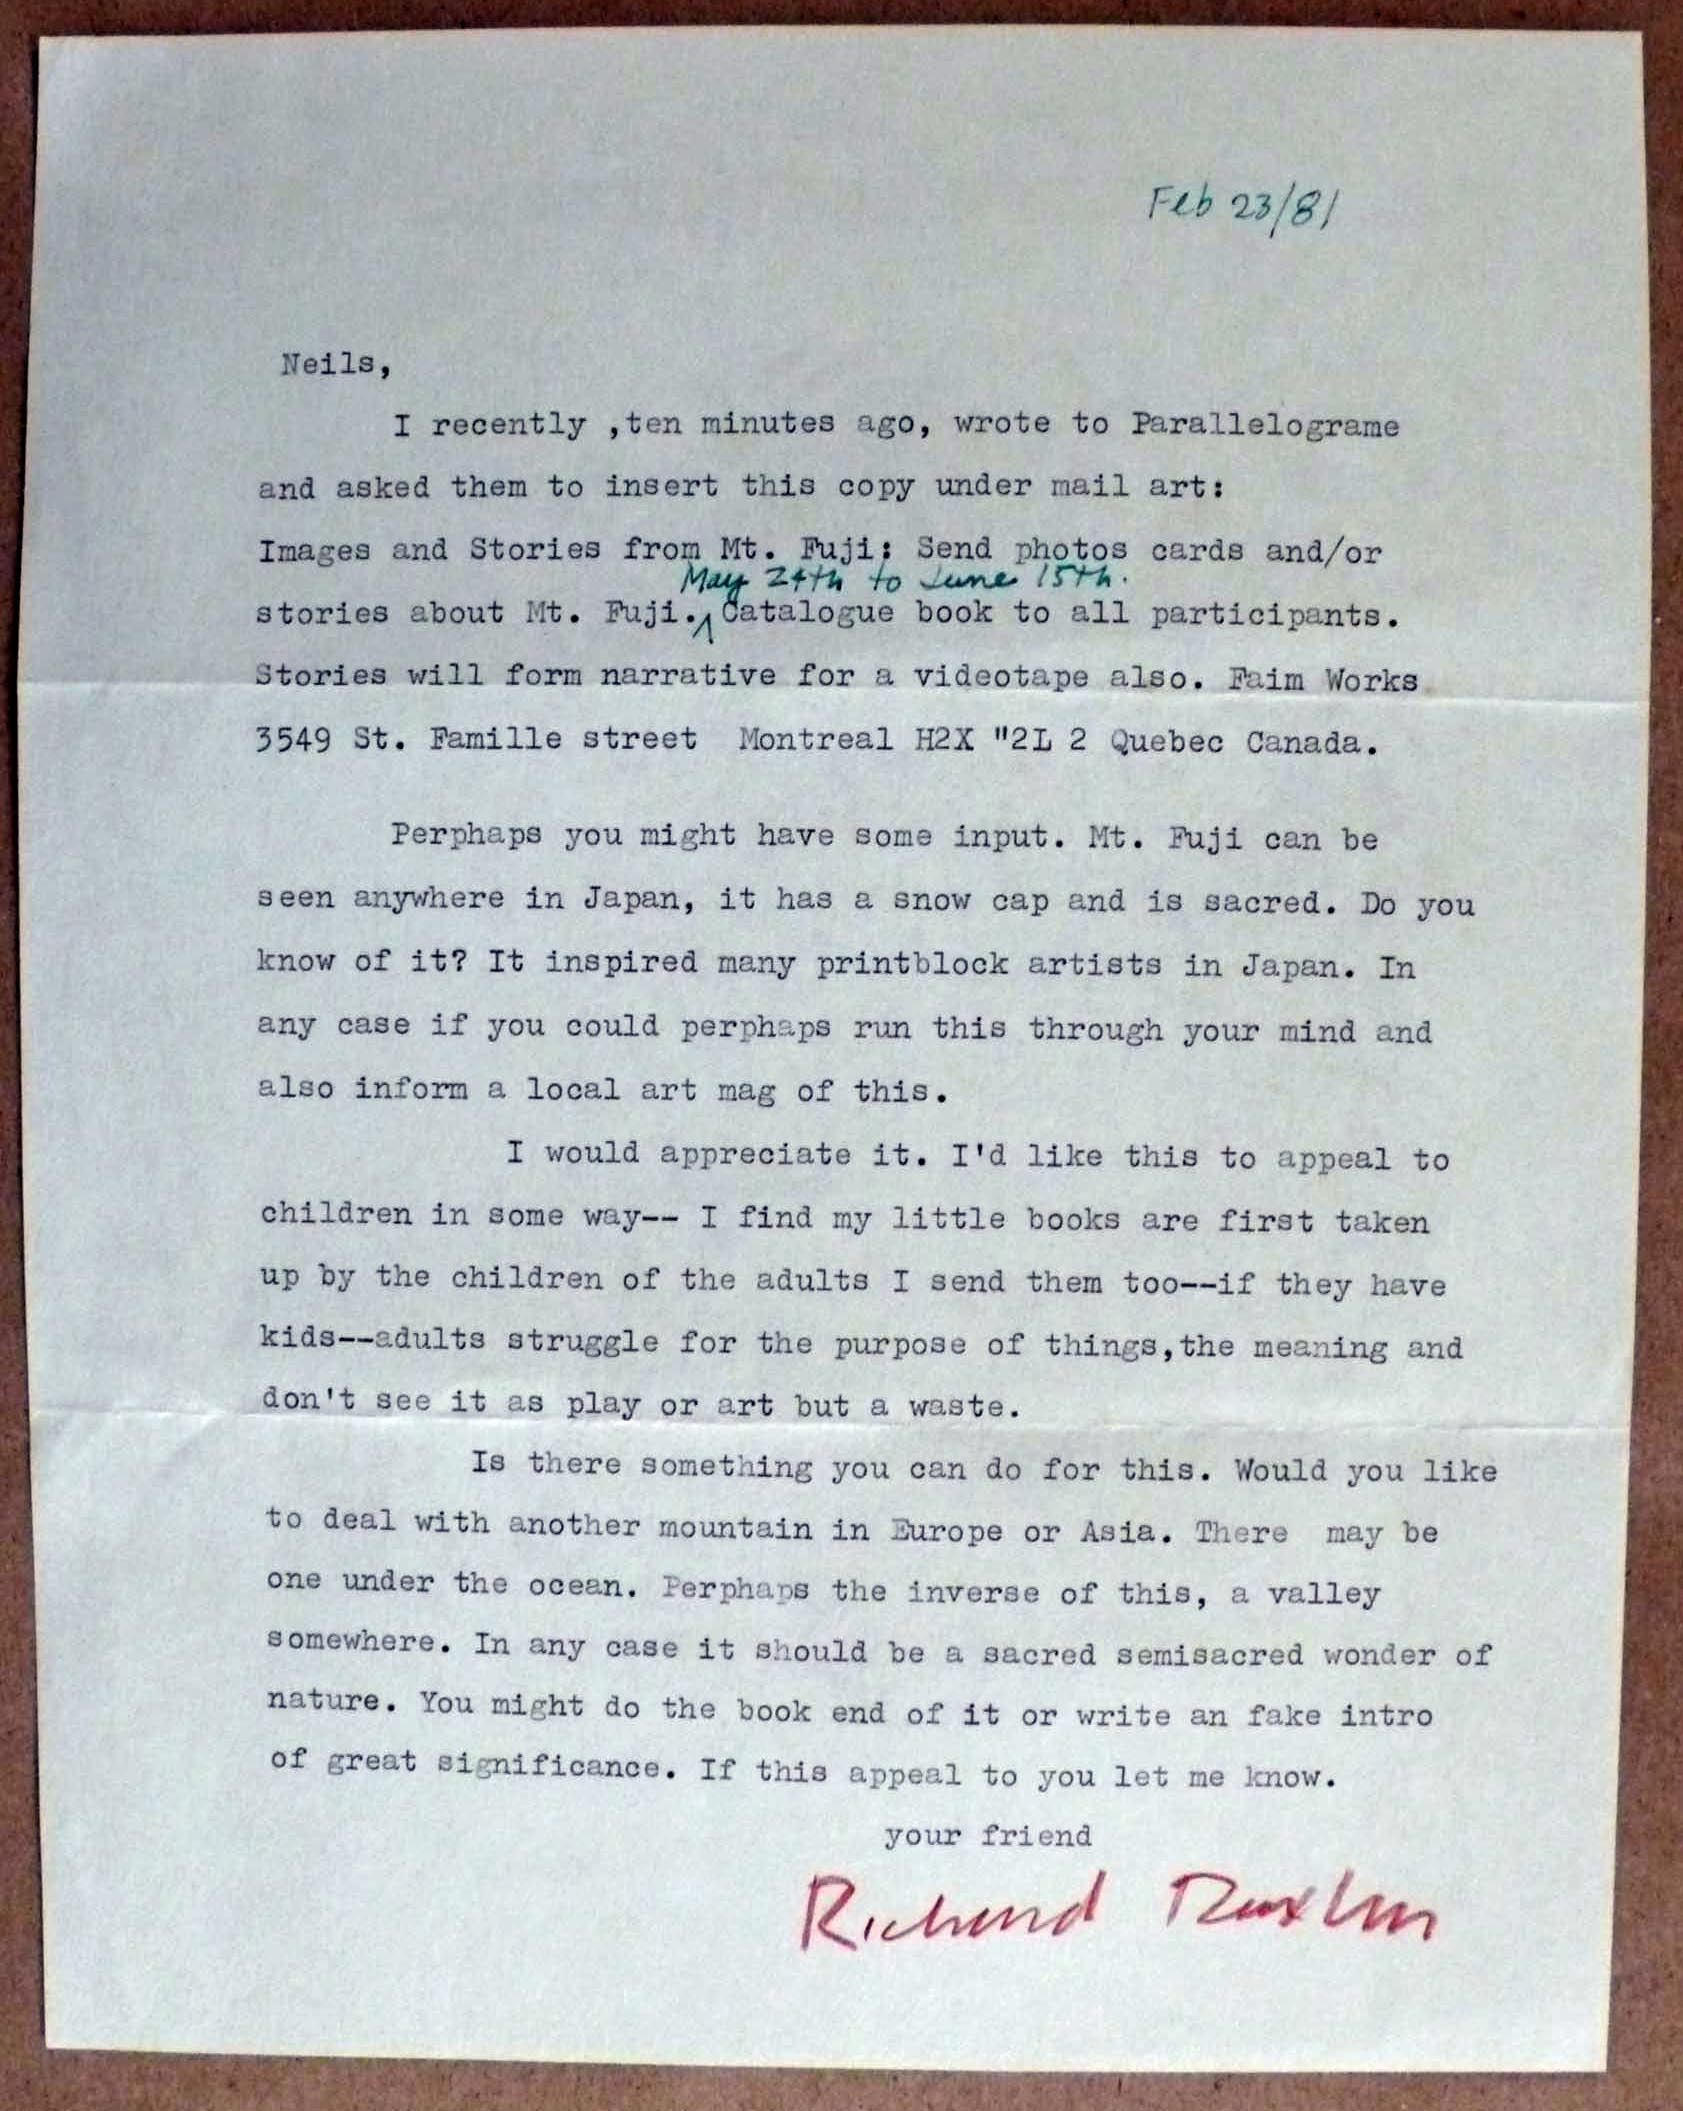 Feb 23/81
Neils,
I recently ,ten minutes ago, wrote to Parallelograme
and asked them to insert this copy under mail art:
Images and Stories from Mt. Fuji: Send photos cards and/or
May 24th to June 15th.
stories about Mt. Fuji. Catalogue book to all participants.
Stories will form narrative for a videotape also. Faim Works
3549 St. Famille street Montreal H2X "2L 2 Quebec Canada.
Perphaps you might have some input. Mt. Fuji can be
seen anywhere in Japan, it has a snow cap and is sacred. Do you
know of it? It inspired many printblock artists in Japan. In
any case if you could perphaps run this through your mind and
also inform a local art mag of this.
I would appreciate it. I'd like this to appeal to
children in some way-- I find my little books are first taken
up by the children of the adults I send them too--if they have
kids--adults struggle for the purpose of things,the meaning and
don't see it as play or art but a waste.
Is there something you can do for this. Would you like
to deal with another mountain in Europe or Asia. There may be
one under the ocean. Perphaps the inverse of this, a valley
somewhere. In any case it should be a sacred semisacred wonder of
nature. You might do the book end of it or write an fake intro
of great significance. If this appeal to you let me know.
your friend
Richard